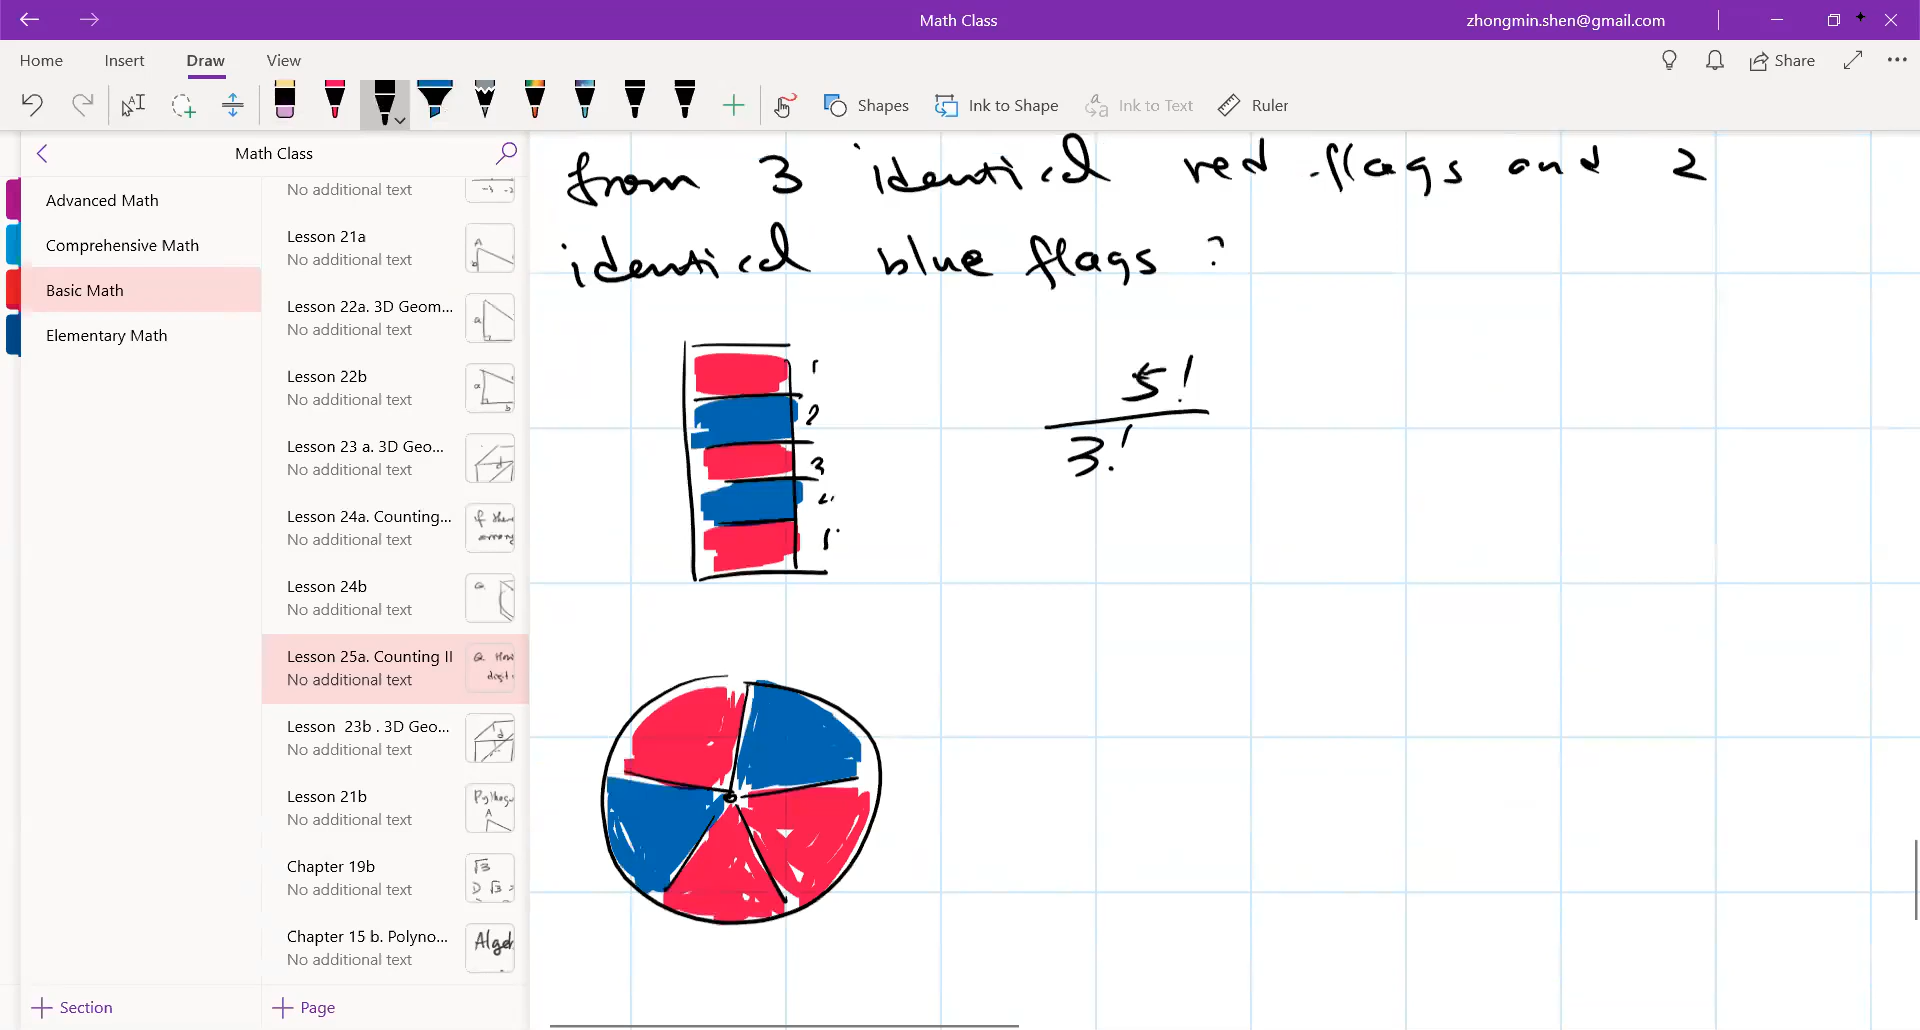 Math Class
zhongmin.shen@gmail.com
Home Insert Draw View
Share
Shapes
Ink to Shape
Ink to Text
Ruler
Math Class
Advanced Math
Comprehensive Math
Basic Math
Elementary Math
No additional text
Lesson 21a
No additional text
Lesson 22a. 3D Geom...
No additional text
Lesson 22b
No additional text
Lesson 23 a. 3D Geo...
No additional text
Lesson 24a. Counting...
No additional text
Lesson 24b
No additional text
Lesson 25a. Counting II
No additional text
Lesson 23b . 3D Geo...
No additional text
Lesson 21b
No additional text
Chapter 19b
No additional text
Chapter 15 b. Polyno...
No additional text
Section
Page
from 3 identical red flags and 2
identical blue flags ?
1
2
3
5!
3!